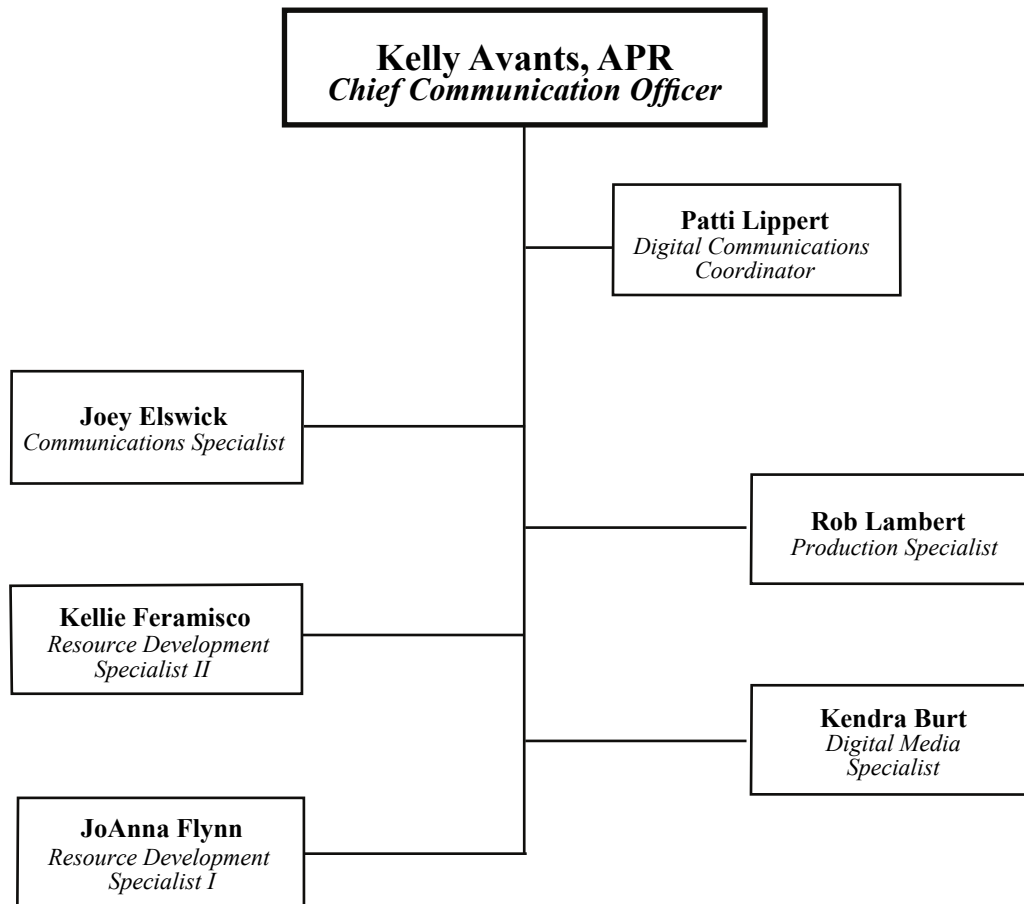 Kelly Avants, APR
Chief Communication Officer
Patti Lippert
Digital Communications
Coordinator
Joey Elswick
Communications Specialist
Rob Lambert
Production Specialist
Kellie Feramisco
Resource Development
Specialist II
Kendra Burt
Digital Media
Specialist
JoAnna Flynn
Resource Development
Specialist I